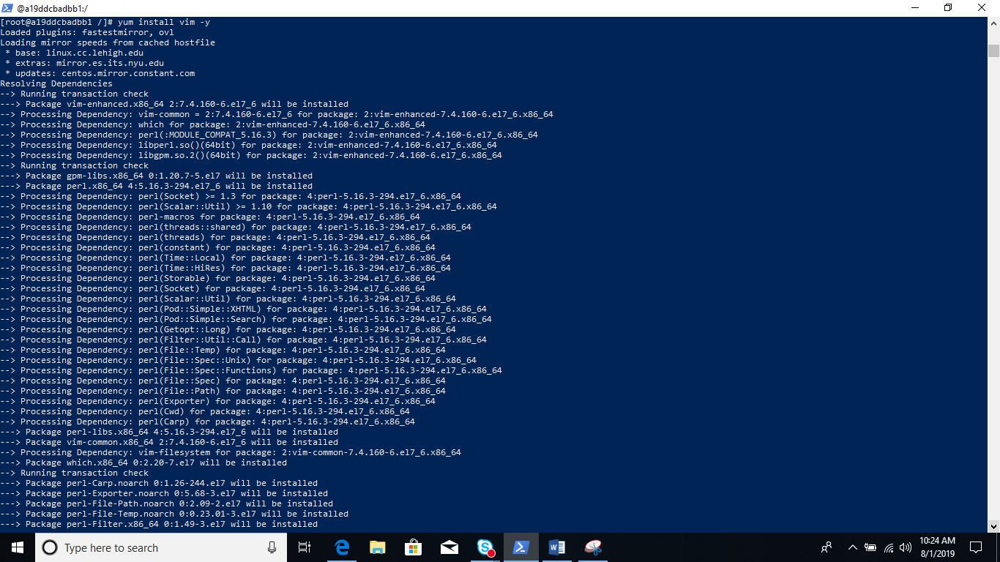 @a19ddcbadbb1:/
[root@a19ddcbadbb1 /]# yum install vim -y
Loaded plugins: fastestmirror, ovl
Loading mirror speeds from cached hostfile
 * base: linux.cc.lehigh.edu
 * extras: mirror.es.its.nyu.edu
 * updates: centos.mirror.constant.com
Resolving Dependencies
--> Running transaction check
---> Package vim-enhanced.x86_64 2:7.4.160-6.el7_6 will be installed
--> Processing Dependency: vim-common = 2:7.4.160-6.el7_6 for package: 2:vim-enhanced-7.4.160-6.el7_6.x86_64
--> Processing Dependency: which for package: 2:vim-enhanced-7.4.160-6.el7_6.x86_64
--> Processing Dependency: perl(:MODULE_COMPAT_5.16.3) for package: 2:vim-enhanced-7.4.160-6.el7_6.x86_64
--> Processing Dependency: libperl.so()(64bit) for package: 2:vim-enhanced-7.4.160-6.el7_6.x86_64
--> Processing Dependency: libgpm.so.2()(64bit) for package: 2:vim-enhanced-7.4.160-6.el7_6.x86_64
--> Running transaction check
---> Package gpm-libs.x86_64 0:1.20.7-5.el7 will be installed
---> Package perl.x86_64 4:5.16.3-294.el7_6 will be installed
--> Processing Dependency: perl(Socket) >= 1.3 for package: 4:perl-5.16.3-294.el7_6.x86_64
--> Processing Dependency: perl(Scalar::Util) >= 1.10 for package: 4:perl-5.16.3-294.el7_6.x86_64
--> Processing Dependency: perl-macros for package: 4:perl-5.16.3-294.el7_6.x86_64
--> Processing Dependency: perl(threads::shared) for package: 4:perl-5.16.3-294.el7_6.x86_64
--> Processing Dependency: perl(threads) for package: 4:perl-5.16.3-294.el7_6.x86_64
--> Processing Dependency: perl(constant) for package: 4:perl-5.16.3-294.el7_6.x86_64
--> Processing Dependency: perl(Time::Local) for package: 4:perl-5.16.3-294.el7_6.x86_64
--> Processing Dependency: perl(Time::HiRes) for package: 4:perl-5.16.3-294.el7_6.x86_64
--> Processing Dependency: perl(Storable) for package: 4:perl-5.16.3-294.el7_6.x86_64
--> Processing Dependency: perl(Socket) for package: 4:perl-5.16.3-294.el7_6.x86_64
--> Processing Dependency: perl(Scalar::Util) for package: 4:perl-5.16.3-294.el7_6.x86_64
--> Processing Dependency: perl(Pod::Simple::XHTML) for package: 4:perl-5.16.3-294.el7_6.x86_64
--> Processing Dependency: perl(Pod::Simple::Search) for package: 4:perl-5.16.3-294.el7_6.x86_64
--> Processing Dependency: perl(Getopt::Long) for package: 4:perl-5.16.3-294.el7_6.x86_64
--> Processing Dependency: perl(Filter::Util::Call) for package: 4:perl-5.16.3-294.el7_6.x86_64
--> Processing Dependency: perl(File::Temp) for package: 4:perl-5.16.3-294.el7_6.x86_64
--> Processing Dependency: perl(File::Spec::Unix) for package: 4:perl-5.16.3-294.el7_6.x86_64
--> Processing Dependency: perl(File::Spec::Functions) for package: 4:perl-5.16.3-294.el7_6.x86_64
--> Processing Dependency: perl(File::Spec) for package: 4:perl-5.16.3-294.el7_6.x86_64
--> Processing Dependency: perl(File::Path) for package: 4:perl-5.16.3-294.el7_6.x86_64
--> Processing Dependency: perl(Exporter) for package: 4:perl-5.16.3-294.el7_6.x86_64
--> Processing Dependency: perl(Cwd) for package: 4:perl-5.16.3-294.el7_6.x86_64
--> Processing Dependency: perl(Carp) for package: 4:perl-5.16.3-294.el7_6.x86_64
---> Package perl-libs.x86_64 4:5.16.3-294.el7_6 will be installed
---> Package vim-common.x86_64 2:7.4.160-6.el7_6 will be installed
--> Processing Dependency: vim-filesystem for package: 2:vim-common-7.4.160-6.el7_6.x86_64
---> Package which.x86_64 0:2.20-7.el7 will be installed
--> Running transaction check
---> Package perl-Carp.noarch 0:1.26-244.el7 will be installed
---> Package perl-Exporter.noarch 0:5.68-3.el7 will be installed
---> Package perl-File-Path.noarch 0:2.09-2.el7 will be installed
---> Package perl-File-Temp.noarch 0:0.23.01-3.el7 will be installed
---> Package perl-Filter.x86_64 0:1.49-3.el7 will be installed
Type here to search
10:24 AM
8/1/2019